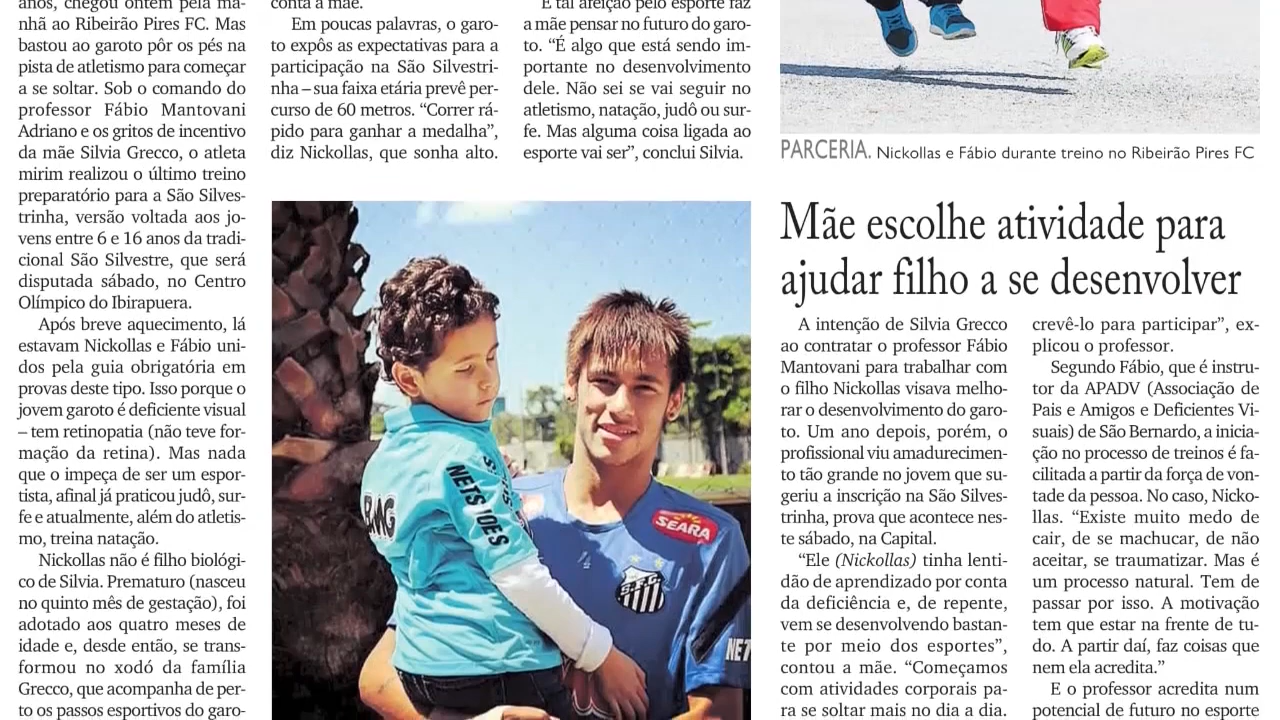 anos, chegou ontem pela ma-
nhã ao Ribeirão Pires FC. Mas
bastou ao garoto pôr os pés na
pista de atletismo para começar
a se soltar. Sob o comando do
professor Fábio Mantovani
Adriano e os gritos de incentivo
da mãe Silvia Grecco, o atleta
mirim realizou o último treino
preparatório para a São Silves-
trinha, versão voltada aos jo-
vens entre 6 e 16 anos da tradi-
cional São Silvestre, que será
disputada sábado, no Centro
Olímpico do Ibirapuera.
Após breve aquecimento, lá
estavam Nickollas e Fábio uni-
dos pela guia obrigatória em
provas deste tipo. Isso porque o
jovem garoto é deficiente visual
– tem retinopatia (não teve for-
mação da retina). Mas nada
que o impeça de ser um espor-
tista, afinal já praticou judô, sur-
fe e atualmente, além do atletis-
mo, treina natação.
Nickollas não é filho biológi-
co de Silvia. Prematuro (nasceu
no quinto mês de gestação), foi
adotado aos quatro meses de
idade e, desde então, se trans-
formou no xodó da família
Grecco, que acompanha de per-
to os passos esportivos do garo-
conta a mãe.
Em poucas palavras, o garo-
to expôs as expectativas para a
participação na São Silvestri-
nha – sua faixa etária prevê per-
curso de 60 metros. “Correr rá-
pido para ganhar a medalha”,
diz Nickollas, que sonha alto.
E tal afeição pelo esporte faz
a mãe pensar no futuro do garo-
to. “É algo que está sendo im-
portante no desenvolvimento
dele. Não sei se vai seguir no
atletismo, natação, judô ou sur-
fe. Mas alguma coisa ligada ao
esporte vai ser”, conclui Silvia.
NETSHOES
SEARA
S.F.C.
NET
PARCERIA. Nickollas e Fábio durante treino no Ribeirão Pires FC
Mãe escolhe atividade para
ajudar filho a se desenvolver
A intenção de Silvia Grecco
ao contratar o professor Fábio
Mantovani para trabalhar com
o filho Nickollas visava melho-
rar o desenvolvimento do garo-
to. Um ano depois, porém, o
profissional viu amadurecimen-
to tão grande no jovem que su-
geriu a inscrição na São Silves-
trinha, prova que acontece nes-
te sábado, na Capital.
“Ele (Nickollas) tinha lenti-
dão de aprendizado por conta
da deficiência e, de repente,
vem se desenvolvendo bastan-
te por meio dos esportes”,
contou a mãe. “Começamos
com atividades corporais pa-
ra se soltar mais no dia a dia.
crevê-lo para participar”, ex-
plicou o professor.
Segundo Fábio, que é instru-
tor da APADV (Associação de
Pais e Amigos e Deficientes Vi-
suais) de São Bernardo, a inicia-
ção no processo de treinos é fa-
cilitada a partir da força de von-
tade da pessoa. No caso, Nicko-
llas. “Existe muito medo de
cair, de se machucar, de não
aceitar, se traumatizar. Mas é
um processo natural. Tem de
passar por isso. A motivação
tem que estar na frente de tu-
do. A partir daí, faz coisas que
nem ela acredita.”
E o professor acredita num
potencial de futuro no esporte